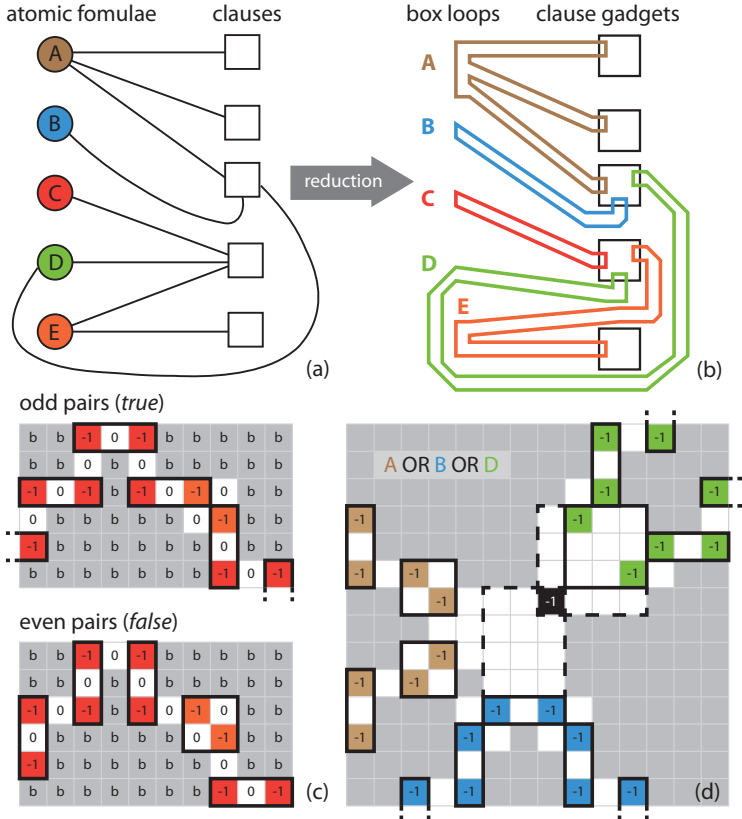 atomic fomulae clauses
A
B
C
D
E
(a)
reduction
box loops clause gadgets
A
B
C
D
E
(b)
odd pairs (true)
b b -1 0 -1 b b b b b
b b 0 b 0 b b b b b
-1 0 -1 b -1 0 -1 0 b b
0 b b b b b 0 -1 b b
-1 b b b b b b 0 b b
b b b b b b b -1 0 -1
even pairs (false)
b b -1 0 -1 b b b b b
b b 0 b 0 b b b b b
-1 0 -1 b -1 0 -1 0 b b
0 b b b b b 0 -1 b b
-1 b b b b b b 0 b b
b b b b b b b -1 0 -1
(c)
-1 -1
A OR B OR D
-1 -1
-1 -1
-1 -1
-1 -1 -1
-1 -1
-1
-1 -1
-1 -1
-1 -1 -1
-1 -1 -1 -1
(d)